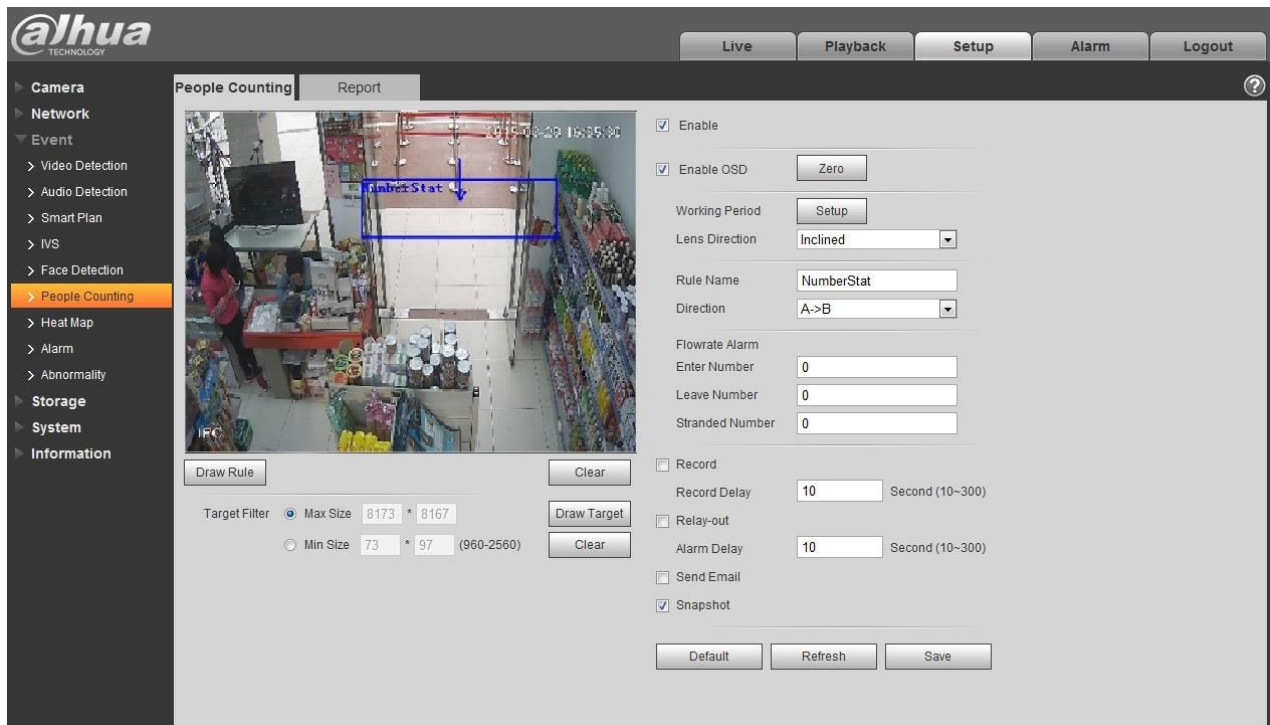 alhua
TECHNOLOGY
Live
Playback
Setup
Alarm
Logout
Camera
Network
Event
Video Detection
Audio Detection
Smart Plan
IVS
Face Detection
People Counting
Heat Map
Alarm
Abnormality
Storage
System
Information
People Counting
Report
NumberStat
IPC
Draw Rule
Clear
Target Filter Max Size 8173 * 8167 Draw Target
Min Size 73 * 97 (960-2560) Clear
Enable
Enable OSD Zero
Working Period Setup
Lens Direction Inclined
Rule Name NumberStat
Direction A->B
Flowrate Alarm
Enter Number 0
Leave Number 0
Stranded Number 0
Record
Record Delay 10 Second (10~300)
Relay-out
Alarm Delay 10 Second (10~300)
Send Email
Snapshot
Default Refresh Save